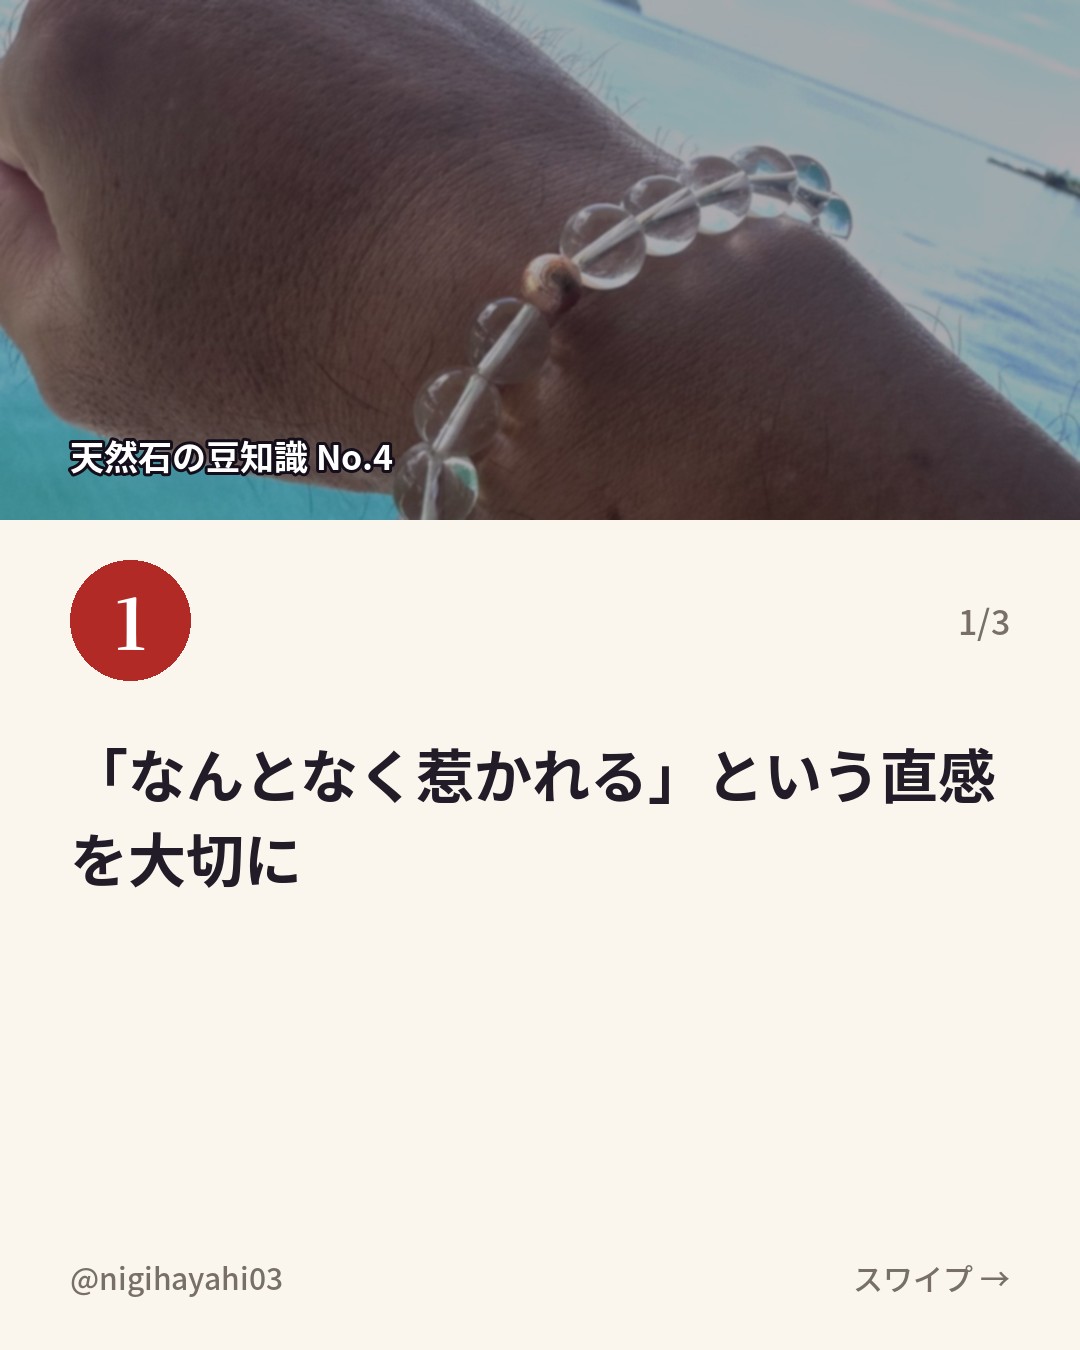 天然石の豆知識 No.4
1
1/3
「なんとなく惹かれる」という直感
を大切に
@nigihayahi03
スワイプ →